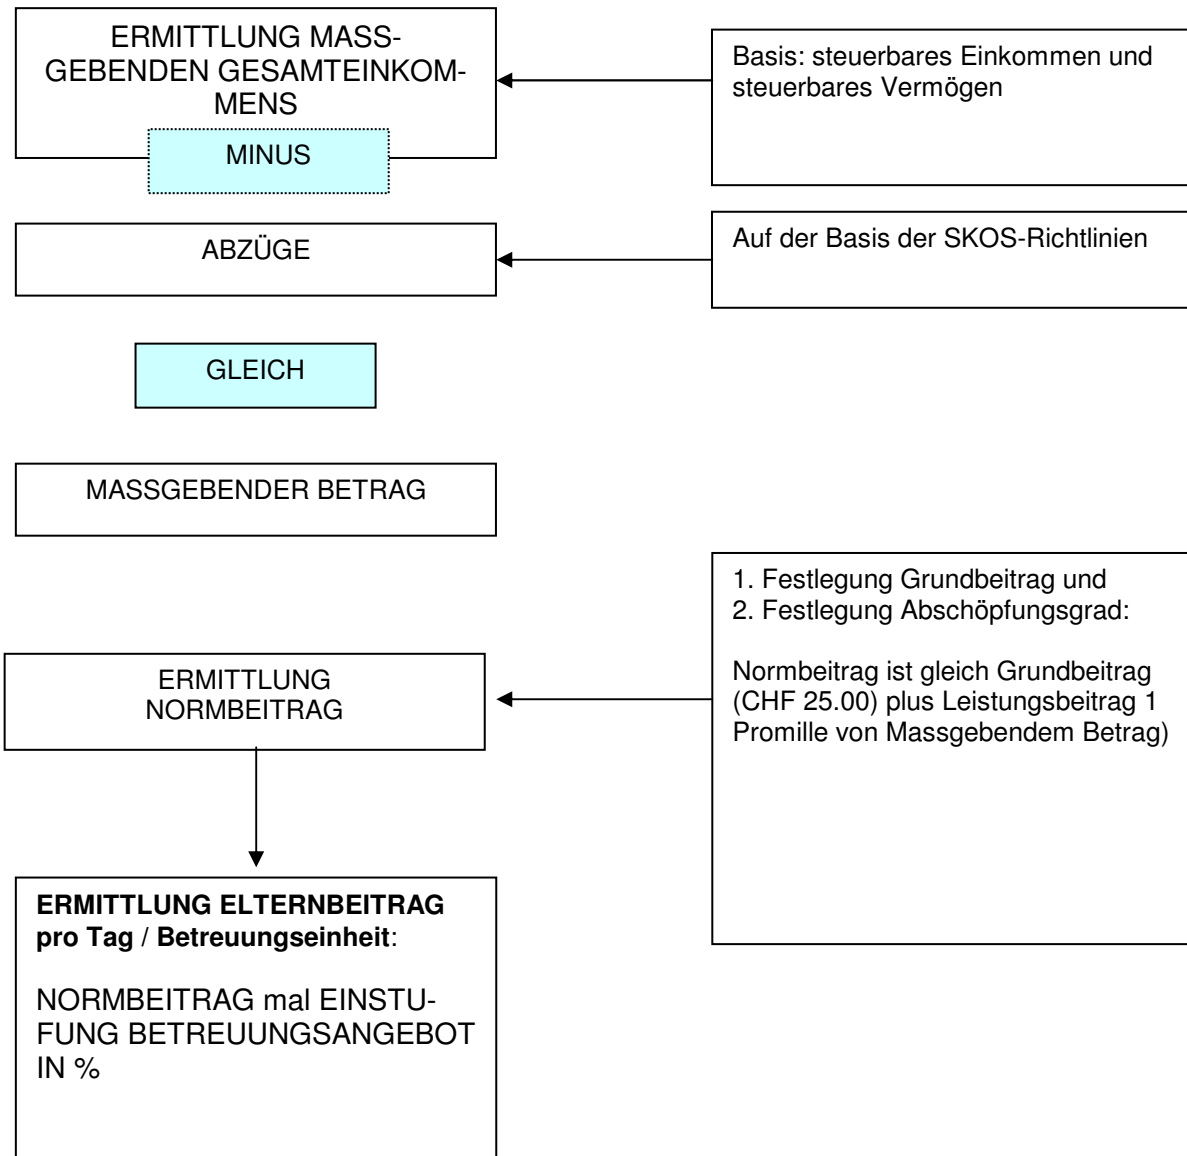 ERMITTLUNG MASS-
GEBENDEN GESAMTEINKOM-
MENS
MINUS
Basis: steuerbares Einkommen und
steuerbares Vermögen
ABZÜGE
Auf der Basis der SKOS-Richtlinien
GLEICH
MASSGEBENDER BETRAG
ERMITTLUNG
NORMBEITRAG
1. Festlegung Grundbeitrag und
2. Festlegung Abschöpfungsgrad:
Normbeitrag ist gleich Grundbeitrag
(CHF 25.00) plus Leistungsbeitrag 1
Promille von Massgebendem Betrag)
ERMITTLUNG ELTERNBEITRAG
pro Tag / Betreuungseinheit:
NORMBEITRAG mal EINSTU-
FUNG BETREUUNGSANGEBOT
IN %